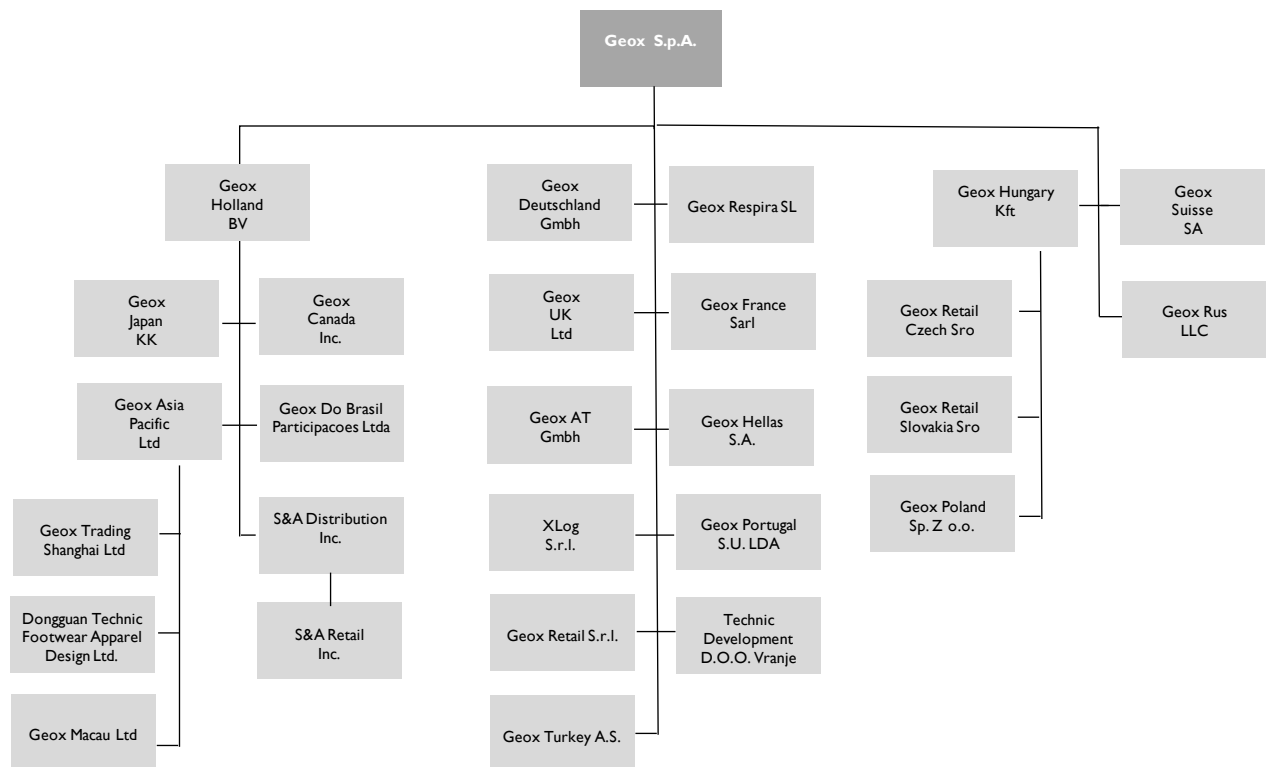 Geox S.p.A.
Geox
Holland
BV
Geox
Deutschland
Gmbh
Geox Respira SL
Geox Hungary
Kft
Geox
Suisse
SA
Geox
Japan
KK
Geox
Canada
Inc.
Geox
UK
Ltd
Geox France
Sarl
Geox Retail
Czech Sro
Geox Rus
LLC
Geox Asia
Pacific
Ltd
Geox Do Brasil
Participacoes Ltda
Geox AT
Gmbh
Geox Hellas
S.A.
Geox Retail
Slovakia Sro
Geox Trading
Shanghai Ltd
S&A Distribution
Inc.
XLog
S.r.l.
Geox Portugal
S.U. LDA
Geox Poland
Sp. Z o.o.
Dongguan Technic
Footwear Apparel
Design Ltd.
S&A Retail
Inc.
Geox Retail S.r.l.
Technic
Development
D.O.O. Vranje
Geox Macau Ltd
Geox Turkey A.S.